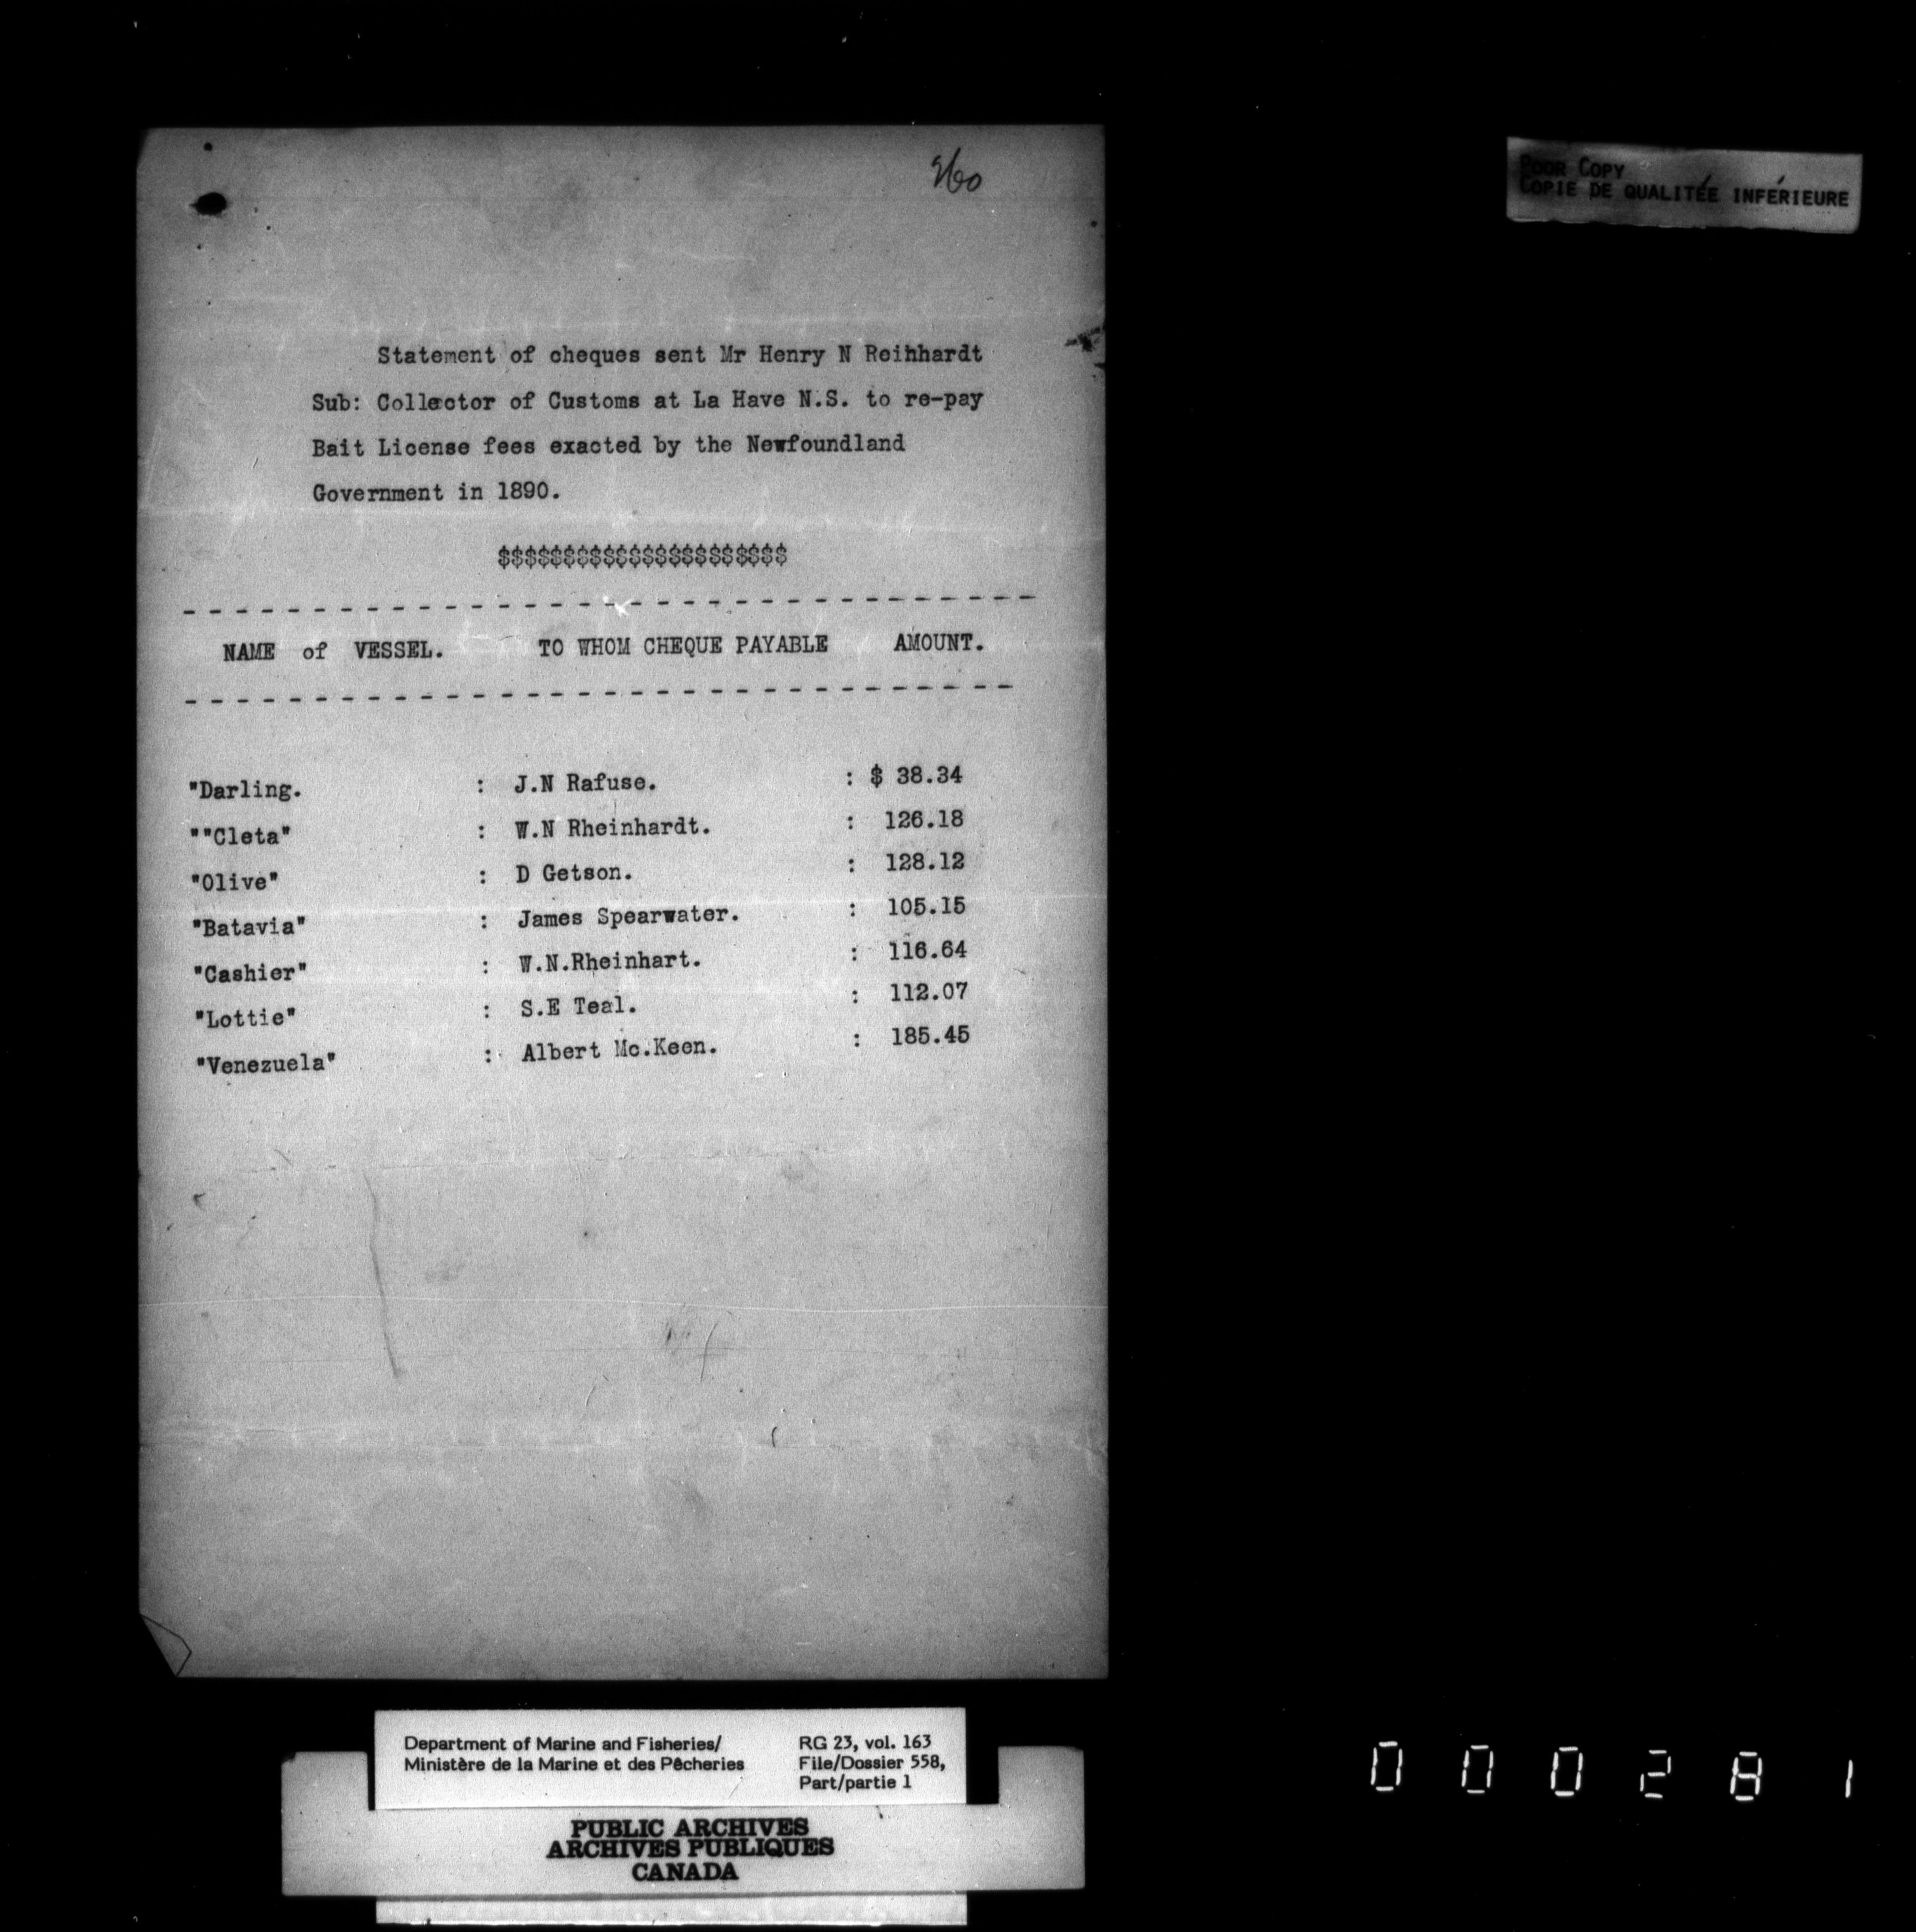 960
POOR COPY
COPIE DE QUALITÉE INFÉRIEURE
Statement of cheques sent Mr Henry N Reihhardt
Sub: Collector of Customs at La Have N.S. to re-pay
Bait License fees exacted by the Newfoundland
Government in 1890.
$$$$$$$$$$$$$$$$$$$$$$
NAME of VESSEL. TO WHOM CHEQUE PAYABLE AMOUNT.
"Darling. : J.N Rafuse. : $ 38.34
""Cleta" : W.N Rheinhardt. : 126.18
"Olive" : D Getson. : 128.12
"Batavia" : James Spearwater. : 105.15
"Cashier" : W.N.Rheinhart. : 116.64
"Lottie" : S.E Teal. : 112.07
"Venezuela" : Albert Mc.Keen. : 185.45
Department of Marine and Fisheries/
Ministère de la Marine et des Pêcheries
RG 23, vol. 163
File/Dossier 558,
Part/partie 1
PUBLIC ARCHIVES
ARCHIVES PUBLIQUES
CANADA
000281